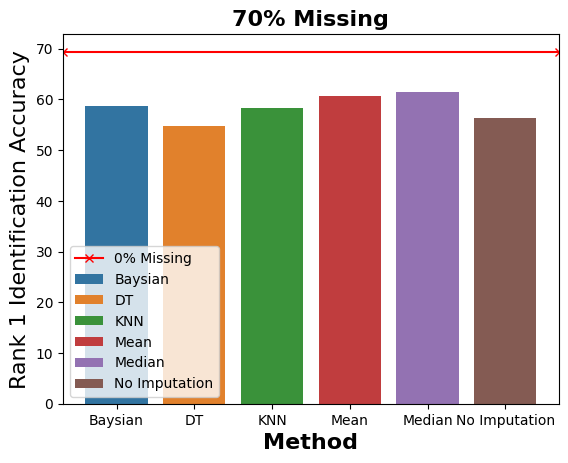 70% Missing
Rank 1 Identification Accuracy
70
60
50
40
30
20
10
0
0% Missing
Baysian
DT
KNN
Mean
Median
No Imputation
Baysian DT KNN Mean Median No Imputation
Method